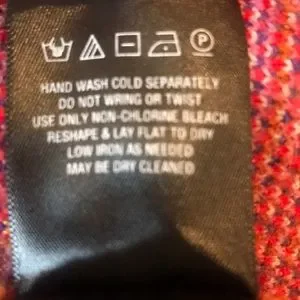 P
HAND WASH COLD SEPARATELY
DO NOT WRING OR TWIST
USE ONLY NON-CHLORINE BLEACH
RESHAPE & LAY FLAT TO DRY
LOW IRON AS NEEDED
MAY BE DRY CLEANED